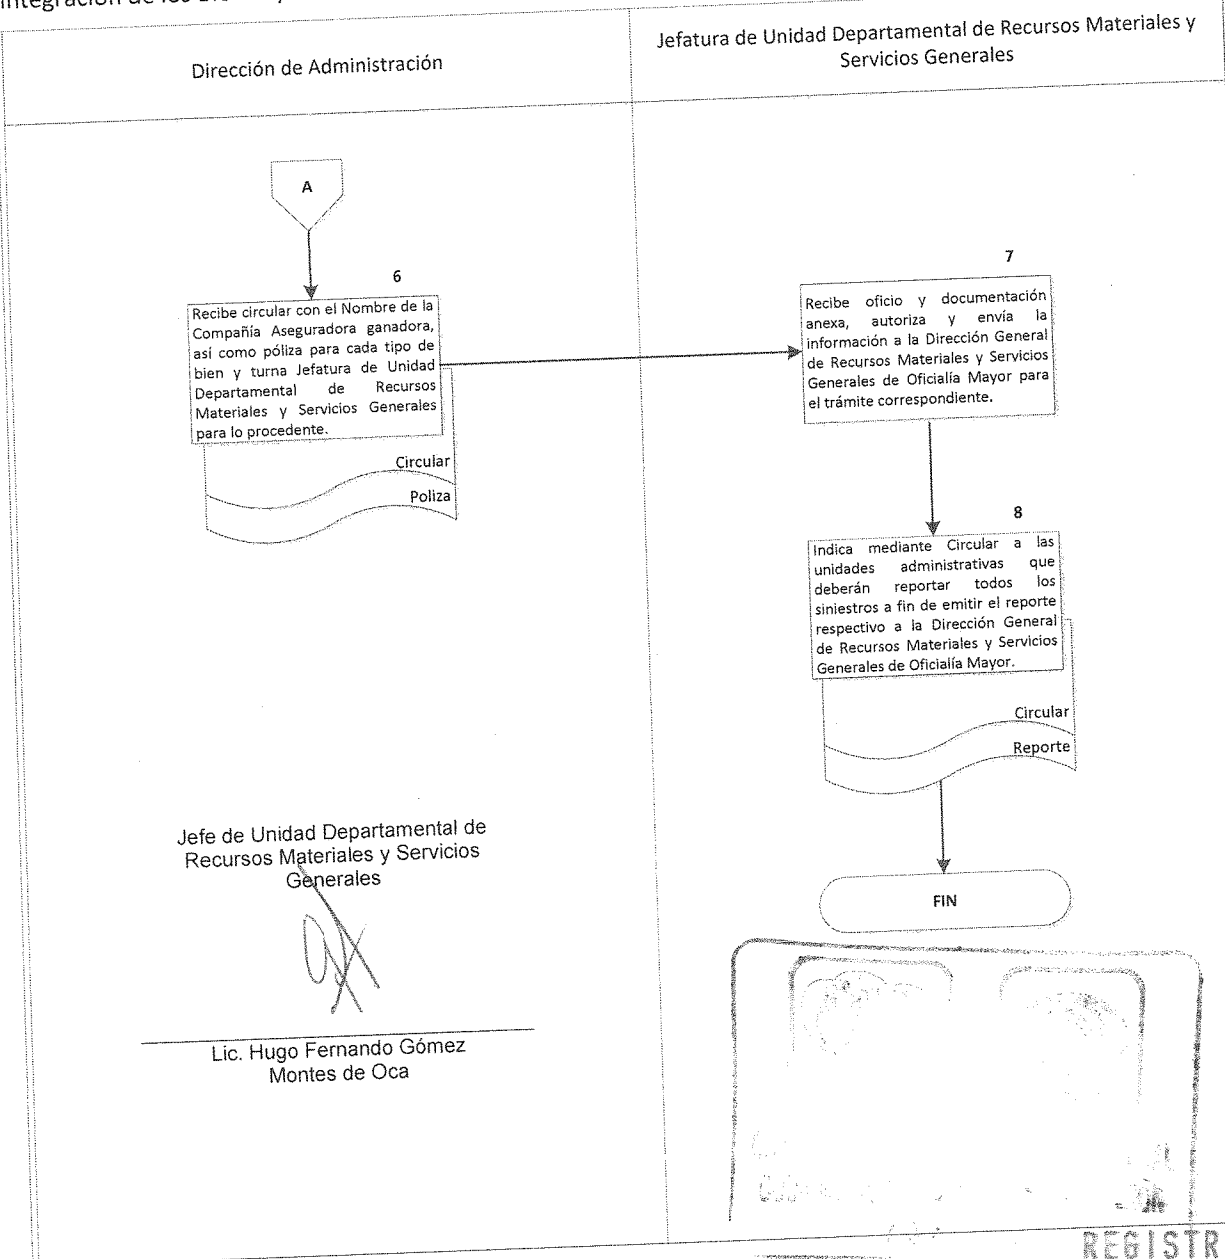 Integración de los
Dirección de Administración
Jefatura de Unidad Departamental de Recursos Materiales y
Servicios Generales
A
6
Recibe circular con el Nombre de la
Compañía Aseguradora ganadora,
así como póliza para cada tipo de
bien y turna Jefatura de Unidad
Departamental de Recursos
Materiales y Servicios Generales
para lo procedente.
Circular
Poliza
7
Recibe oficio y documentación
anexa, autoriza y envía la
información a la Dirección General
de Recursos Materiales y Servicios
Generales de Oficialía Mayor para
el trámite correspondiente.
8
Indica mediante Circular a las
unidades administrativas que
deberán reportar todos los
siniestros a fin de emitir el reporte
respectivo a la Dirección General
de Recursos Materiales y Servicios
Generales de Oficialía Mayor.
Circular
Reporte
FIN
Jefe de Unidad Departamental de
Recursos Materiales y Servicios
Generales
Lic. Hugo Fernando Gómez
Montes de Oca
REGISTR